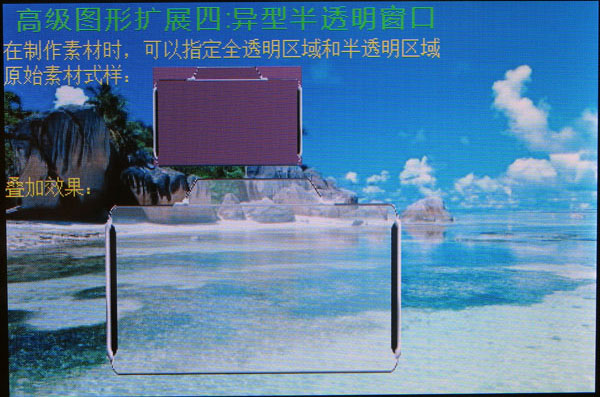 高级图形扩展四:异型半透明窗口
在制作素材时，可以指定全透明区域和半透明区域
原始素材式样：
叠加效果：